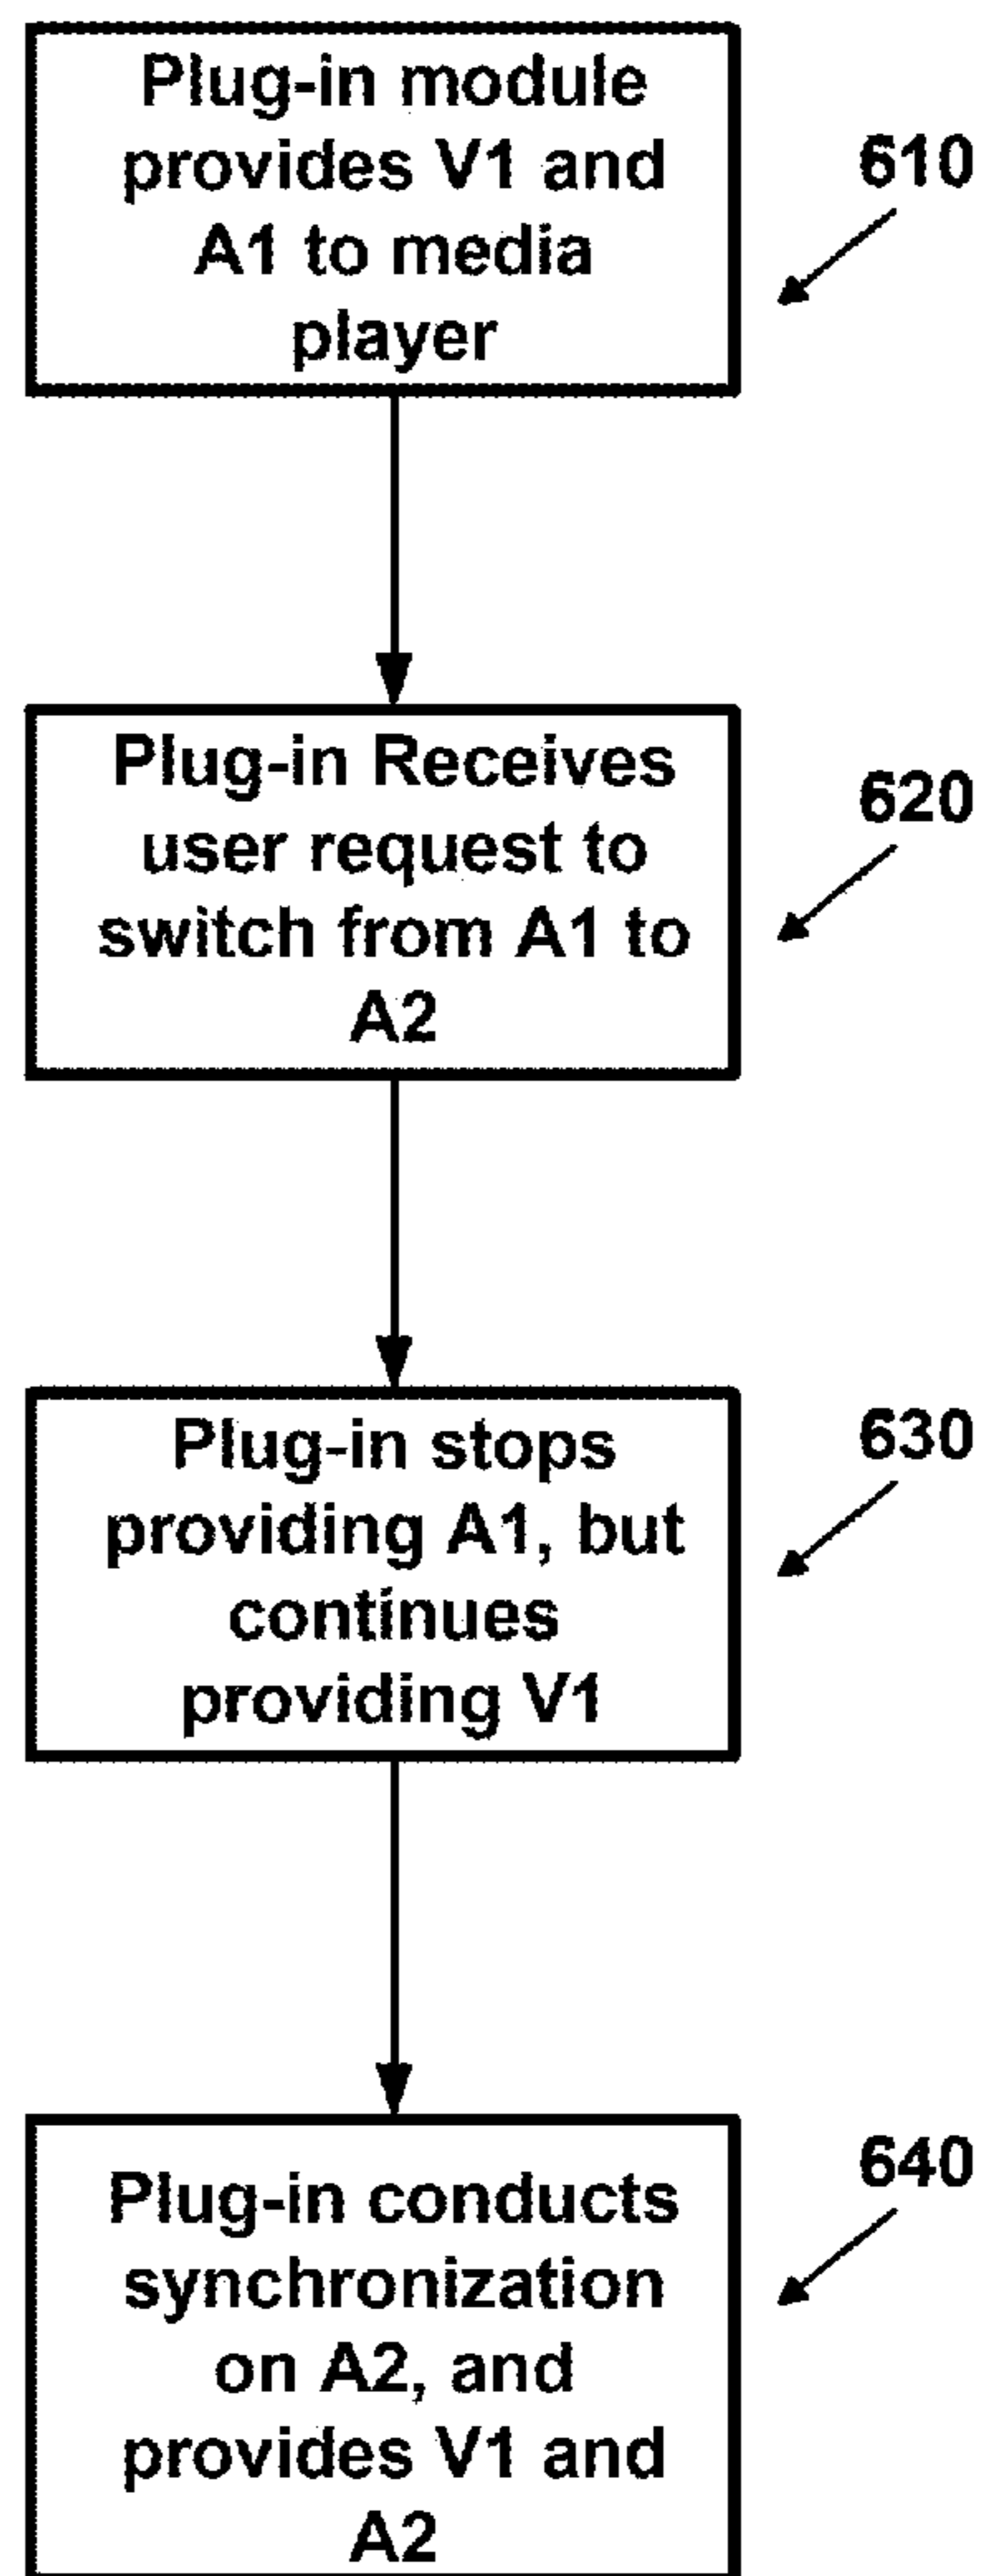 Plug-in module
provides V1 and
A1 to media
player
610
Plug-in Receives
user request to
switch from A1 to
A2
620
Plug-in stops
providing A1, but
continues
providing V1
630
Plug-in conducts
synchronization
on A2, and
provides V1 and
A2
640